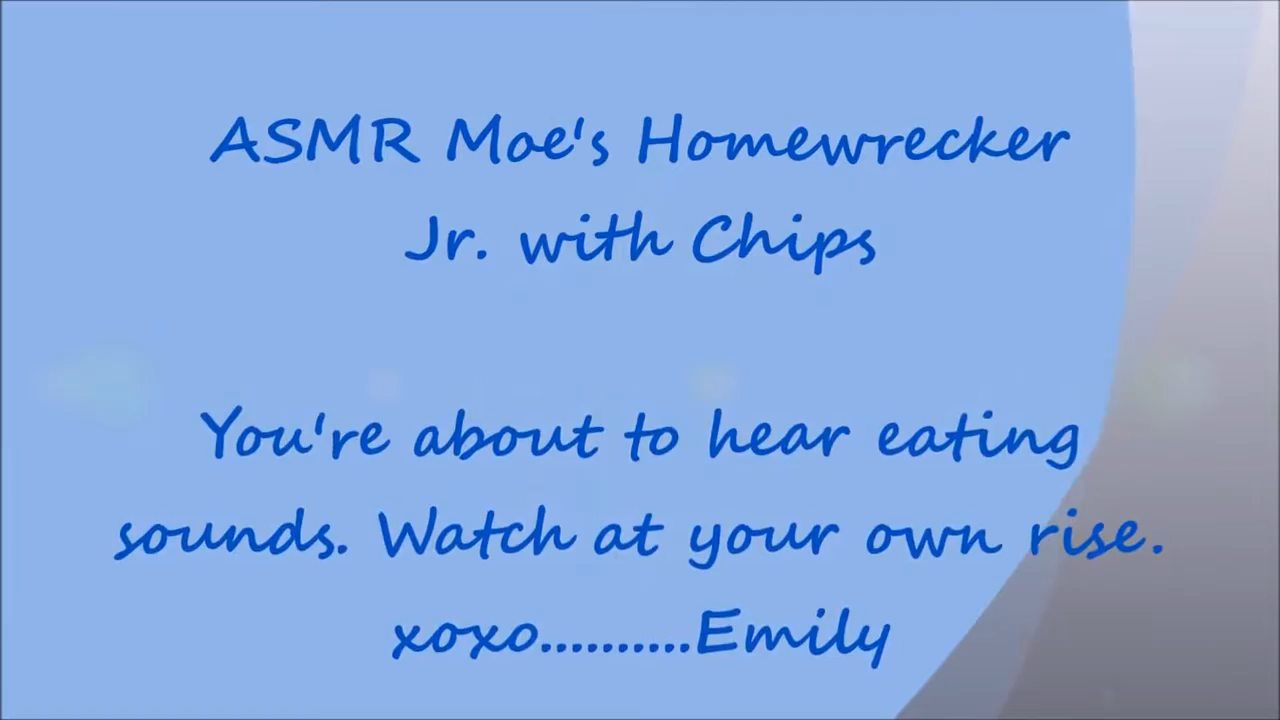 ASMR Moe's Homewrecker
Jr. with Chips
You're about to hear eating
sounds. Watch at your own rise.
xoxo..........Emily